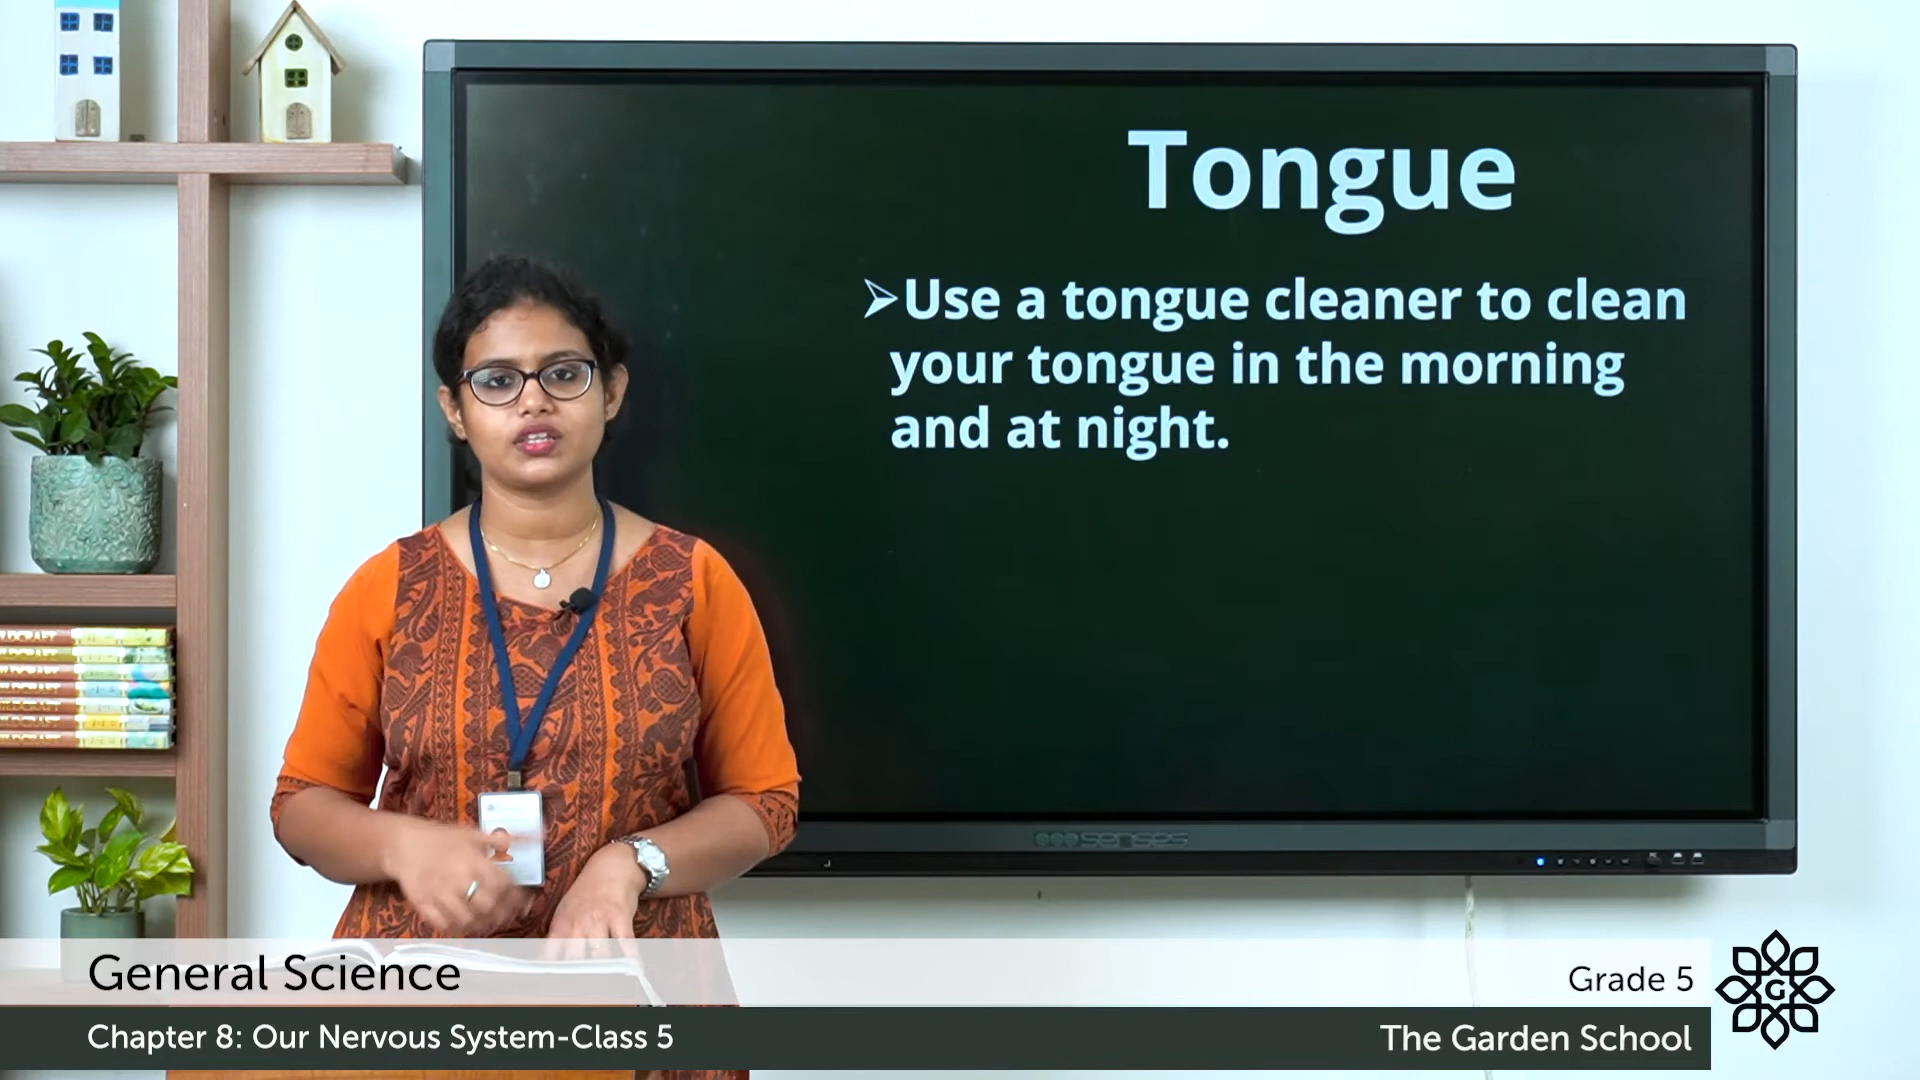 Tongue
➢Use a tongue cleaner to clean
your tongue in the morning
and at night.
senses
General Science
Grade 5
Chapter 8: Our Nervous System-Class 5
The Garden School
G